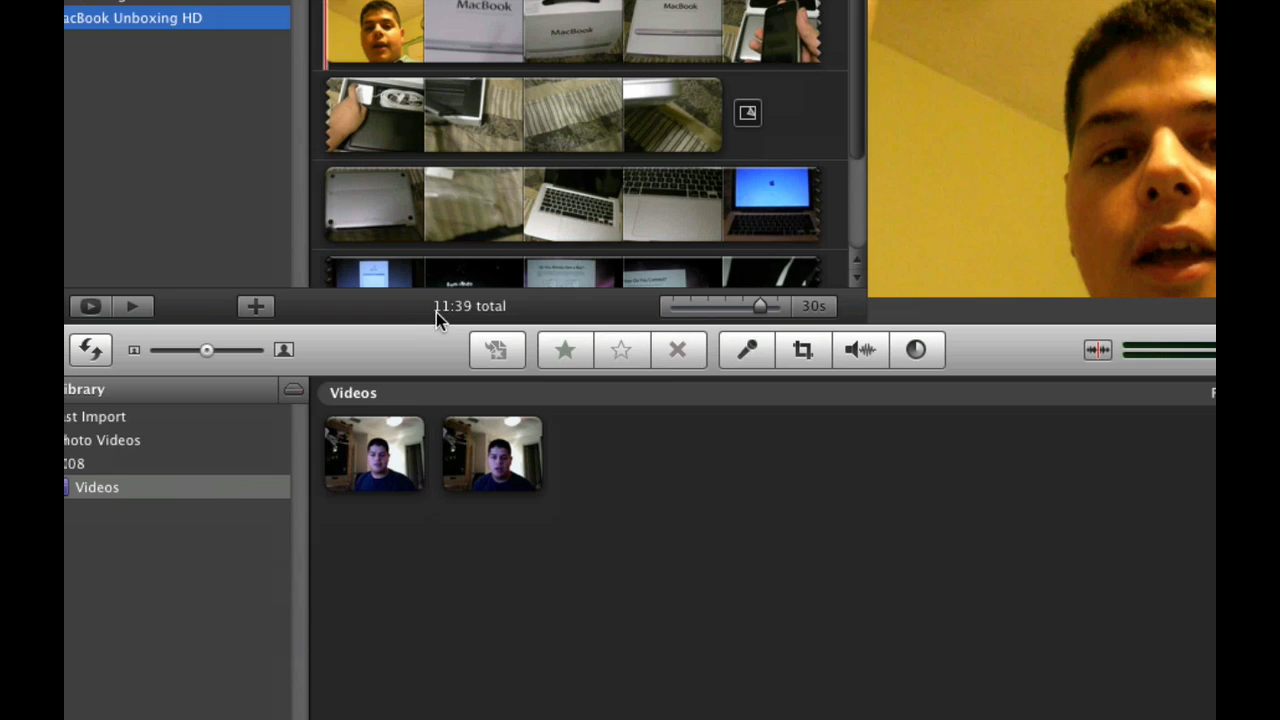 acBook Unboxing HD
MacBook
MacBook
MacBook
11:39 total
30s
ibrary
st Import
hoto Videos
08
Videos
Videos